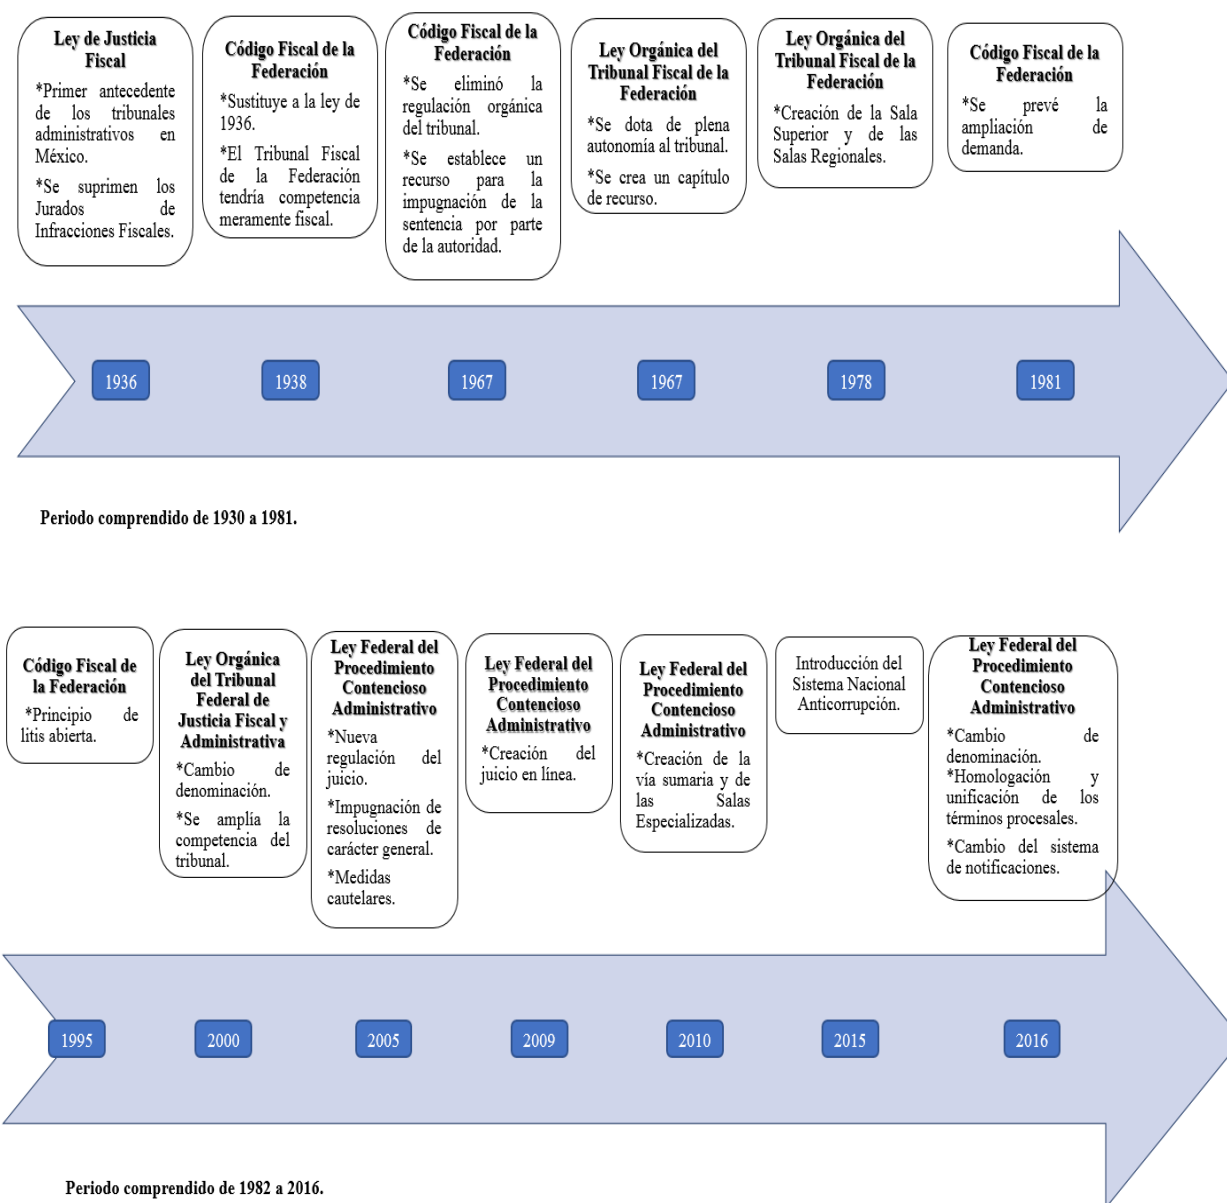 Ley de Justicia
Fiscal
*Primer antecedente
de los tribunales
administrativos en
México.
*Se suprimen los
Jurados de
Infracciones Fiscales.
Código Fiscal de la
Federación
*Sustituye a la ley de
1936.
*El Tribunal Fiscal
de la Federación
tendría competencia
meramente fiscal.
Código Fiscal de la
Federación
*Se eliminó la
regulación orgánica
del tribunal.
*Se establece un
recurso para la
impugnación de la
sentencia por parte
de la autoridad.
Ley Orgánica del
Tribunal Fiscal de la
Federación
*Se dota de plena
autonomía al tribunal.
*Se crea un capítulo
de recurso.
Ley Orgánica del
Tribunal Fiscal de la
Federación
*Creación de la Sala
Superior y de las
Salas Regionales.
Código Fiscal de la
Federación
*Se prevé la
ampliación de
demanda.
1936
1938
1967
1967
1978
1981
Periodo comprendido de 1930 a 1981.
Código Fiscal de
la Federación
*Principio de
litis abierta.
Ley Orgánica
del Tribunal
Federal de
Justicia Fiscal y
Administrativa
*Cambio de
denominación.
*Se amplía la
competencia del
tribunal.
Ley Federal del
Procedimiento
Contencioso
Administrativo
*Nueva
regulación del
juicio.
*Impugnación de
resoluciones de
carácter general.
*Medidas
cautelares.
Ley Federal del
Procedimiento
Contencioso
Administrativo
*Creación del
juicio en línea.
Ley Federal del
Procedimiento
Contencioso
Administrativo
*Creación de la
vía sumaria y de
las Salas
Especializadas.
Introducción del
Sistema Nacional
Anticorrupción.
Ley Federal del
Procedimiento
Contencioso
Administrativo
*Cambio de
denominación.
*Homologación y
unificación de los
términos procesales.
*Cambio del sistema
de notificaciones.
1995
2000
2005
2009
2010
2015
2016
Periodo comprendido de 1982 a 2016.